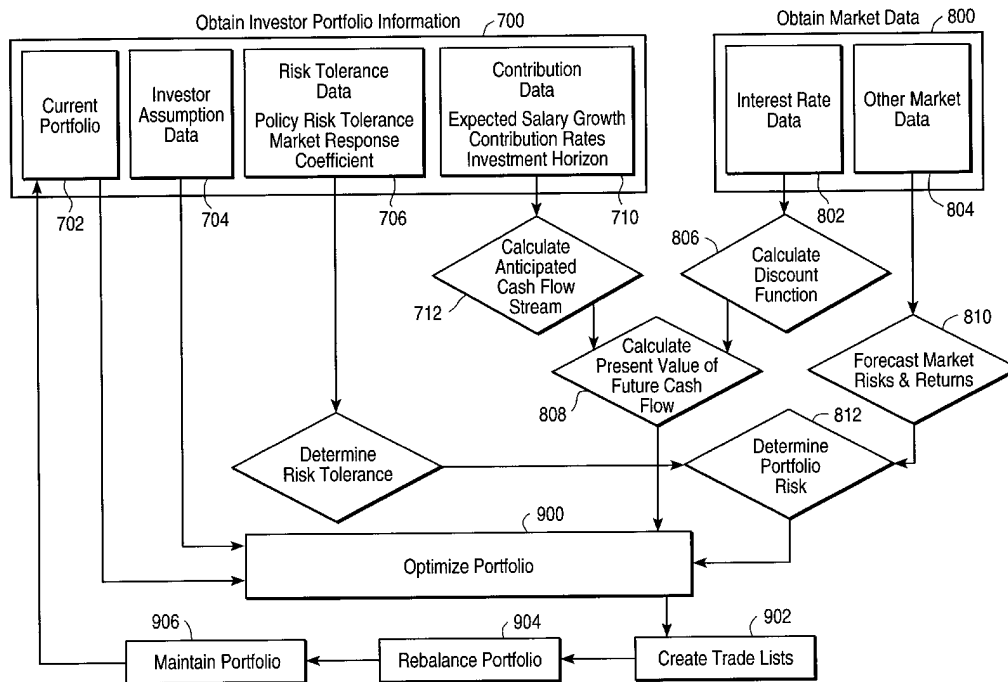 Obtain Investor Portfolio Information
700
Obtain Market Data
800
Current
Portfolio
Investor
Assumption
Data
Risk Tolerance
Data
Policy Risk Tolerance
Market Response
Coefficient
Contribution
Data
Expected Salary Growth
Contribution Rates
Investment Horizon
Interest Rate
Data
Other Market
Data
702
704
706
710
802
804
Calculate
Anticipated
Cash Flow
Stream
712
806
Calculate
Discount
Function
Calculate
Present Value of
Future Cash
Flow
808
810
Forecast Market
Risks & Returns
Determine
Risk Tolerance
812
Determine
Portfolio
Risk
900
Optimize Portfolio
906
Maintain Portfolio
904
Rebalance Portfolio
902
Create Trade Lists